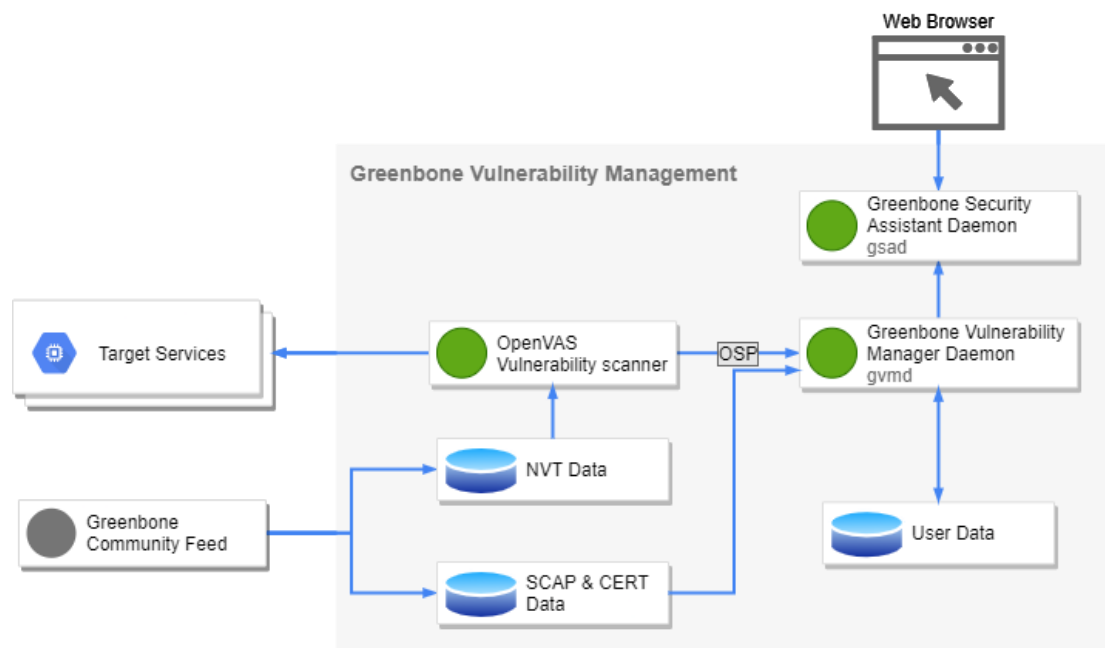 Web Browser
Greenbone Vulnerability Management
Greenbone Security
Assistant Daemon
gsad
Target Services
OpenVAS
Vulnerability scanner
OSP
Greenbone Vulnerability
Manager Daemon
gvmd
NVT Data
Greenbone
Community Feed
User Data
SCAP & CERT
Data